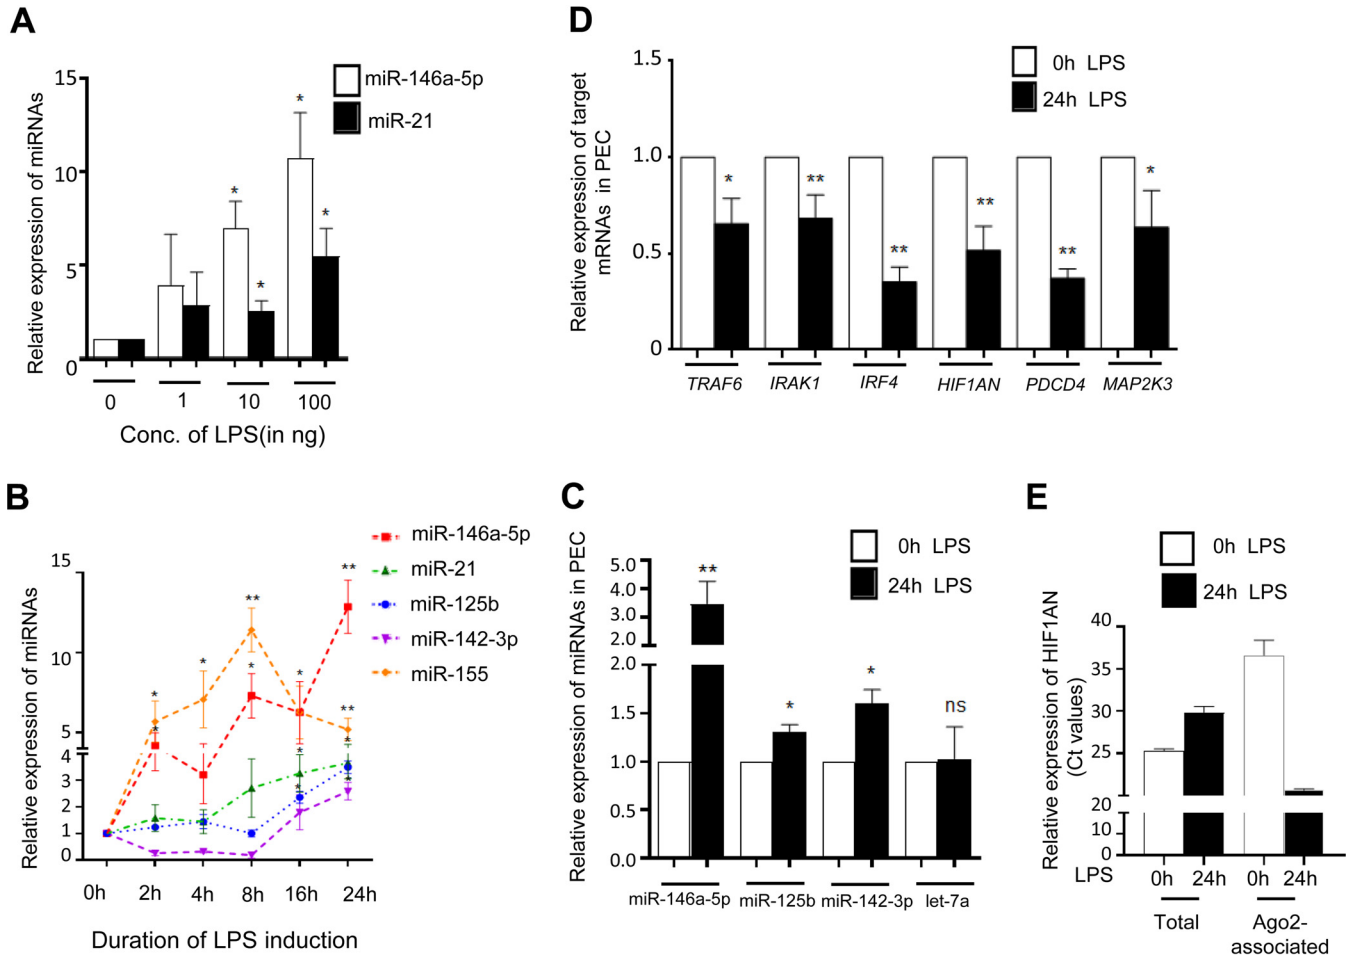 A
Relative expression of miRNAs
15
10
5
0
miR-146a-5p
miR-21
*
*
*
*
0
1
10
100
Conc. of LPS(in ng)
D
Relative expression of target
mRNAs in PEC
1.5
1.0
0.5
0
0h LPS
24h LPS
*
**
**
**
**
*
TRAF6
IRAK1
IRF4
HIF1AN
PDCD4
MAP2K3
B
Relative expression of miRNAs
15
10
5
4
3
2
1
0
miR-146a-5p
miR-21
miR-125b
miR-142-3p
miR-155
*
*
*
**
*
*
*
*
**
**
*
*
0h
2h
4h
8h
16h
24h
Duration of LPS induction
C
Relative expression of miRNAs in PEC
5.0
4.0
3.0
2.0
2.0
1.5
1.0
0.5
0.0
0h LPS
24h LPS
**
*
*
ns
miR-146a-5p
miR-125b
miR-142-3p
let-7a
E
Relative expression of HIF1AN
(Ct values)
0h LPS
24h LPS
40
35
30
25
20
10
0
LPS
0h
24h
0h
24h
Total
Ago2-
associated